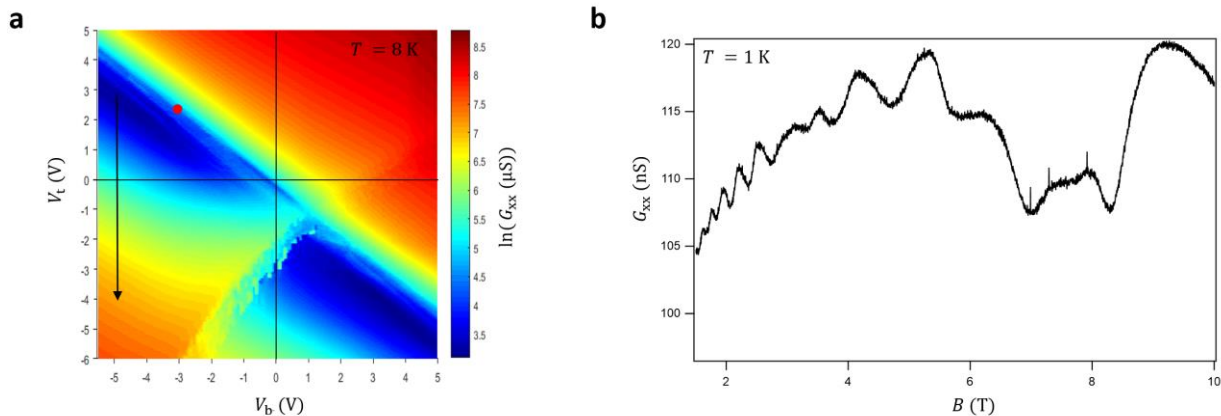 a
T = 8 K
5
4
3
2
1
0
-1
-2
-3
-4
-5
-6
V_t (V)
-5 -4 -3 -2 -1 0 1 2 3 4 5
V_b (V)
8.5
8
7.5
7
6.5
6
5.5
5
4.5
4
3.5
ln(G_xx (μS))
b
T = 1 K
120
115
110
105
100
G_xx (nS)
2 4 6 8 10
B (T)